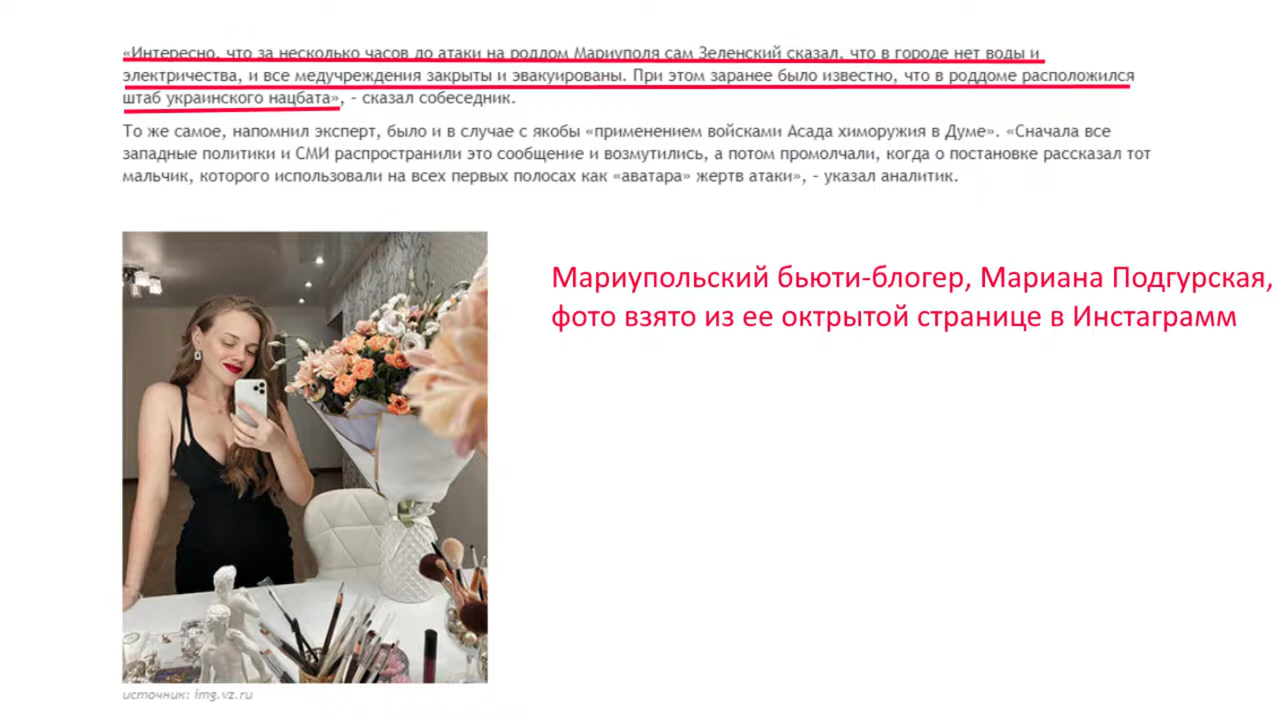 «Интересно, что за несколько часов до атаки на роддом Мариуполя сам Зеленский сказал, что в городе нет воды и
электричества, и все медучреждения закрыты и эвакуированы. При этом заранее было известно, что в роддоме расположился
штаб украинского нацбата», – сказал собеседник.
То же самое, напомнил эксперт, было и в случае с якобы «применением войсками Асада химоружия в Думе». «Сначала все
западные политики и СМИ распространили это сообщение и возмутились, а потом промолчали, когда о постановке рассказал тот
мальчик, которого использовали на всех первых полосах как «аватара» жертв атаки», – указал аналитик.
Мариупольский бьюти-блогер, Мариана Подгурская,
фото взято из ее октрытой странице в Инстаграмм
источник: img.vz.ru